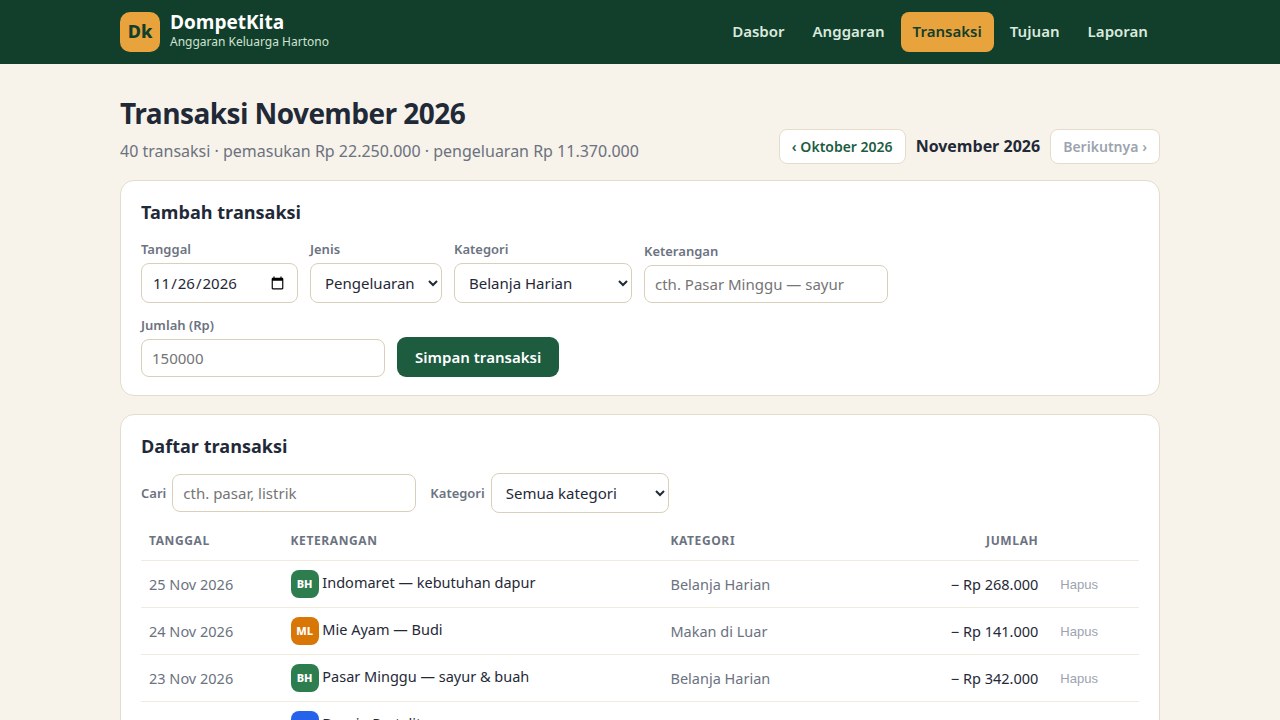 Dk
DompetKita
Anggaran Keluarga Hartono
Dasbor Anggaran Transaksi Tujuan Laporan
Transaksi November 2026
40 transaksi · pemasukan Rp 22.250.000 · pengeluaran Rp 11.370.000
‹ Oktober 2026 November 2026 Berikutnya ›
Tambah transaksi
Tanggal Jenis Kategori Keterangan
11/26/2026 Pengeluaran Belanja Harian cth. Pasar Minggu — sayur
Jumlah (Rp)
150000 Simpan transaksi
Daftar transaksi
Cari cth. pasar, listrik Kategori Semua kategori
TANGGAL KETERANGAN KATEGORI JUMLAH
25 Nov 2026 BH Indomaret — kebutuhan dapur Belanja Harian − Rp 268.000 Hapus
24 Nov 2026 ML Mie Ayam — Budi Makan di Luar − Rp 141.000 Hapus
23 Nov 2026 BH Pasar Minggu — sayur & buah Belanja Harian − Rp 342.000 Hapus